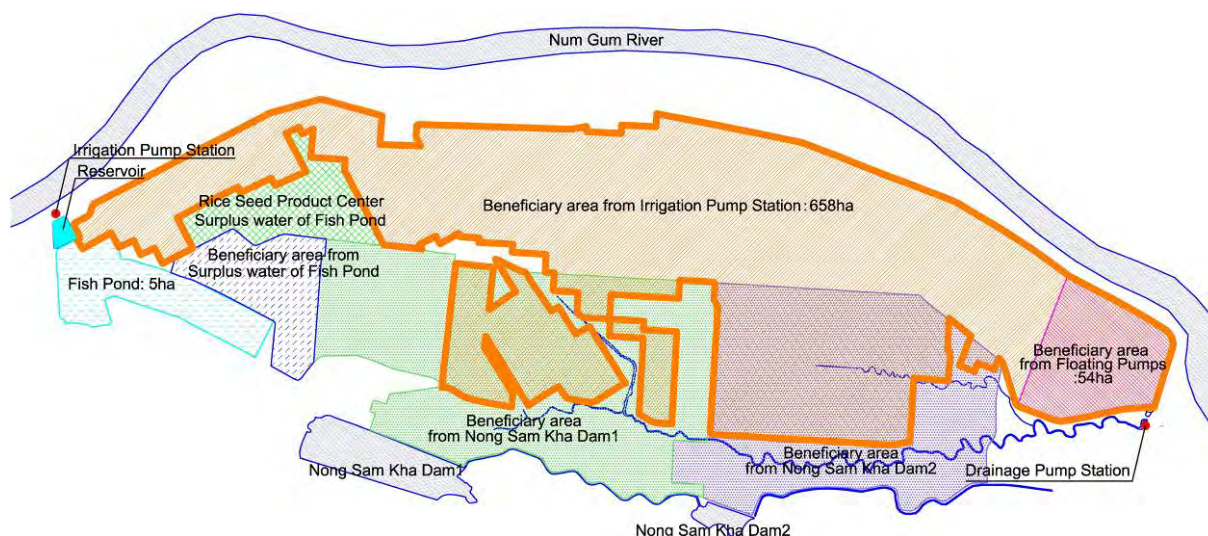 Num Gum River
Irrigation Pump Station
Reservoir
Rice Seed Product Center
Surplus water of Fish Pond
Beneficiary area from Irrigation Pump Station:658ha
Beneficiary area from
Surplus water of Fish Pond
Fish Pond: 5ha
Beneficiary area
from Floating Pumps
:54ha
Beneficiary area
from Nong Sam Kha Dam1
Beneficiary area
from Nong Sam Kha Dam2
Nong Sam Kha Dam1
Drainage Pump Station
Nong Sam Kha Dam2